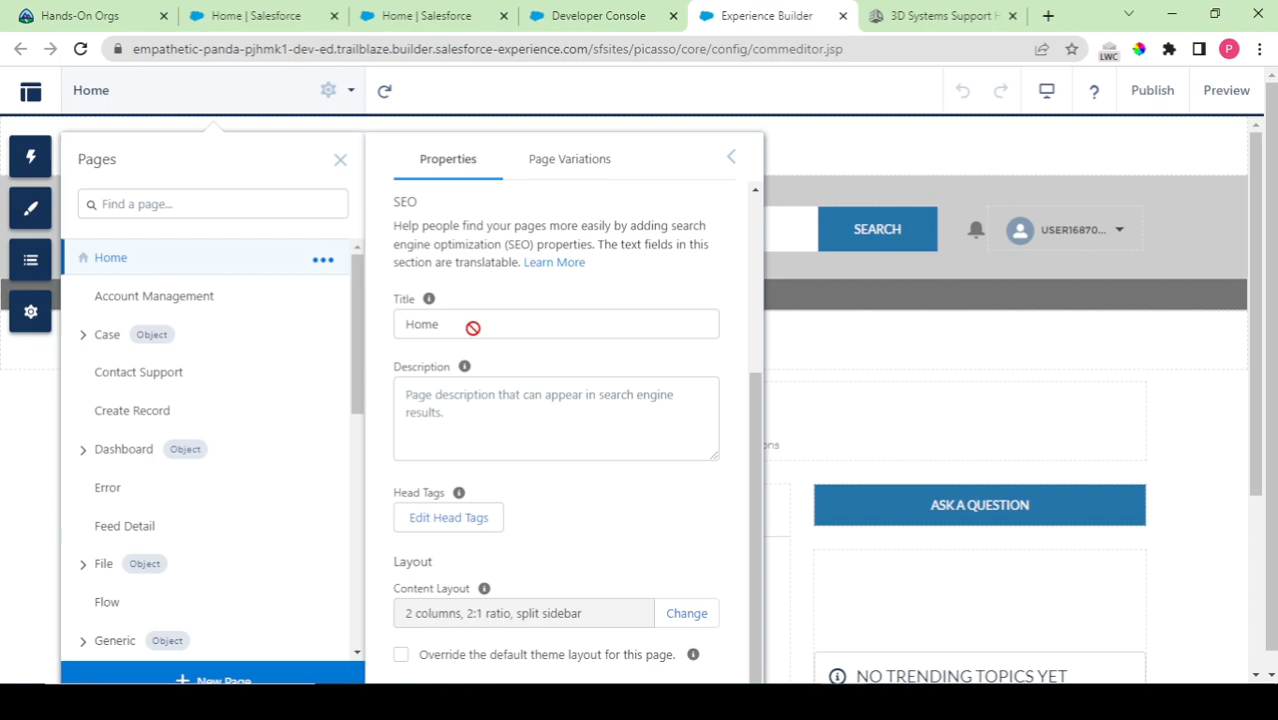 Hands-On Orgs
Home | Salesforce
Home | Salesforce
Developer Console
Experience Builder
3D Systems Support H
empathetic-panda-pjhmk1-dev-ed.trailblaze.builder.salesforce-experience.com/sfsites/picasso/core/config/commeditor.jsp
LWC
P
Home
?
Publish
Preview
Pages
Find a page...
Home
Account Management
Case Object
Contact Support
Create Record
Dashboard Object
Error
Feed Detail
File Object
Flow
Generic Object
New Page
Properties
Page Variations
SEO
Help people find your pages more easily by adding search
engine optimization (SEO) properties. The text fields in this
section are translatable. Learn More
Title
Home
Description
Page description that can appear in search engine
results.
Head Tags
Edit Head Tags
Layout
Content Layout
2 columns, 2:1 ratio, split sidebar
Change
Override the default theme layout for this page.
SEARCH
USER16870...
ons
ASK A QUESTION
NO TRENDING TOPICS YET